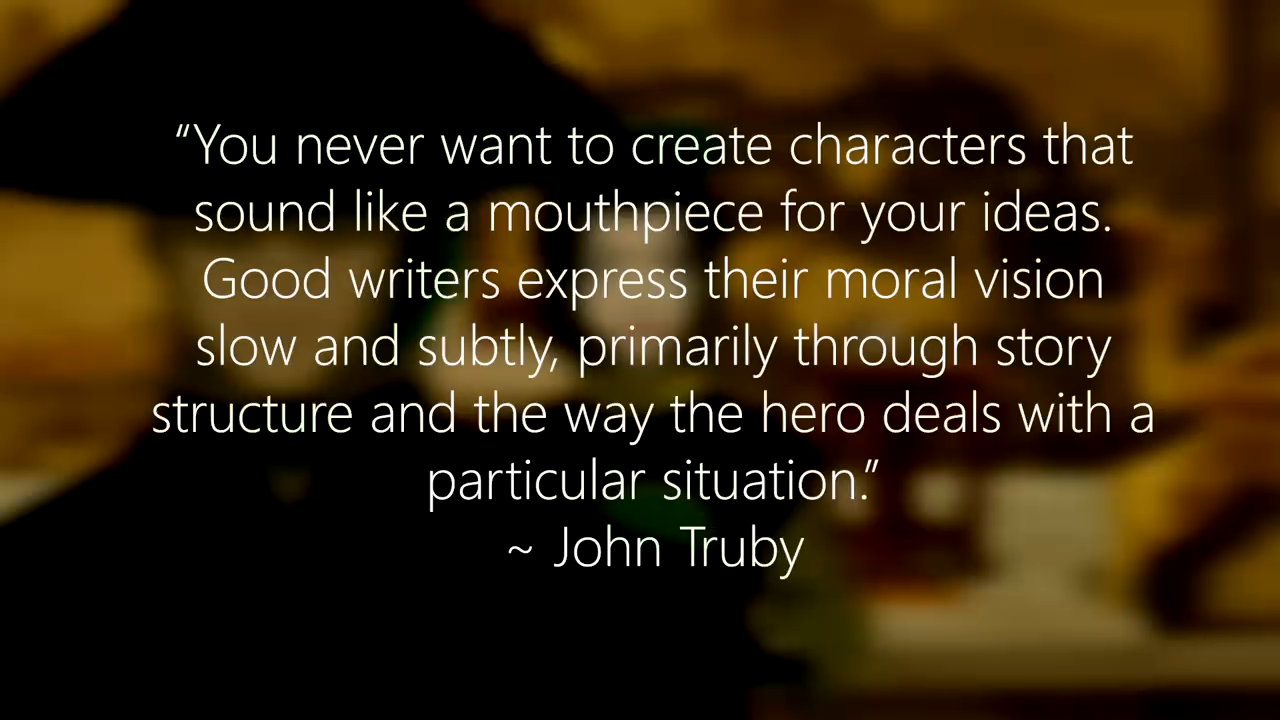 “You never want to create characters that
sound like a mouthpiece for your ideas.
Good writers express their moral vision
slow and subtly, primarily through story
structure and the way the hero deals with a
particular situation.”
~ John Truby